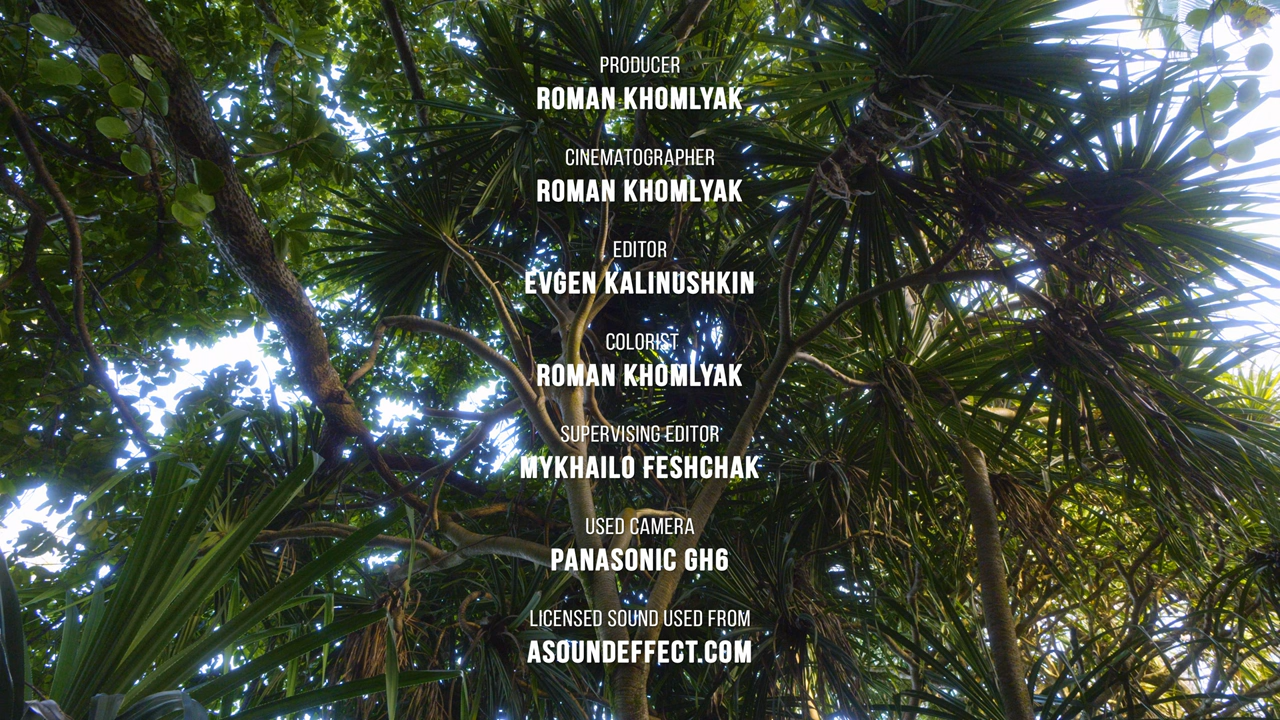 PRODUCER
ROMAN KHOMLYAK
CINEMATOGRAPHER
ROMAN KHOMLYAK
EDITOR
EVGEN KALINUSHKIN
COLORIST
ROMAN KHOMLYAK
SUPERVISING EDITOR
MYKHAILO FESHCHAK
USED CAMERA
PANASONIC GH6
LICENSED SOUND USED FROM
ASOUNDEFFECT.COM